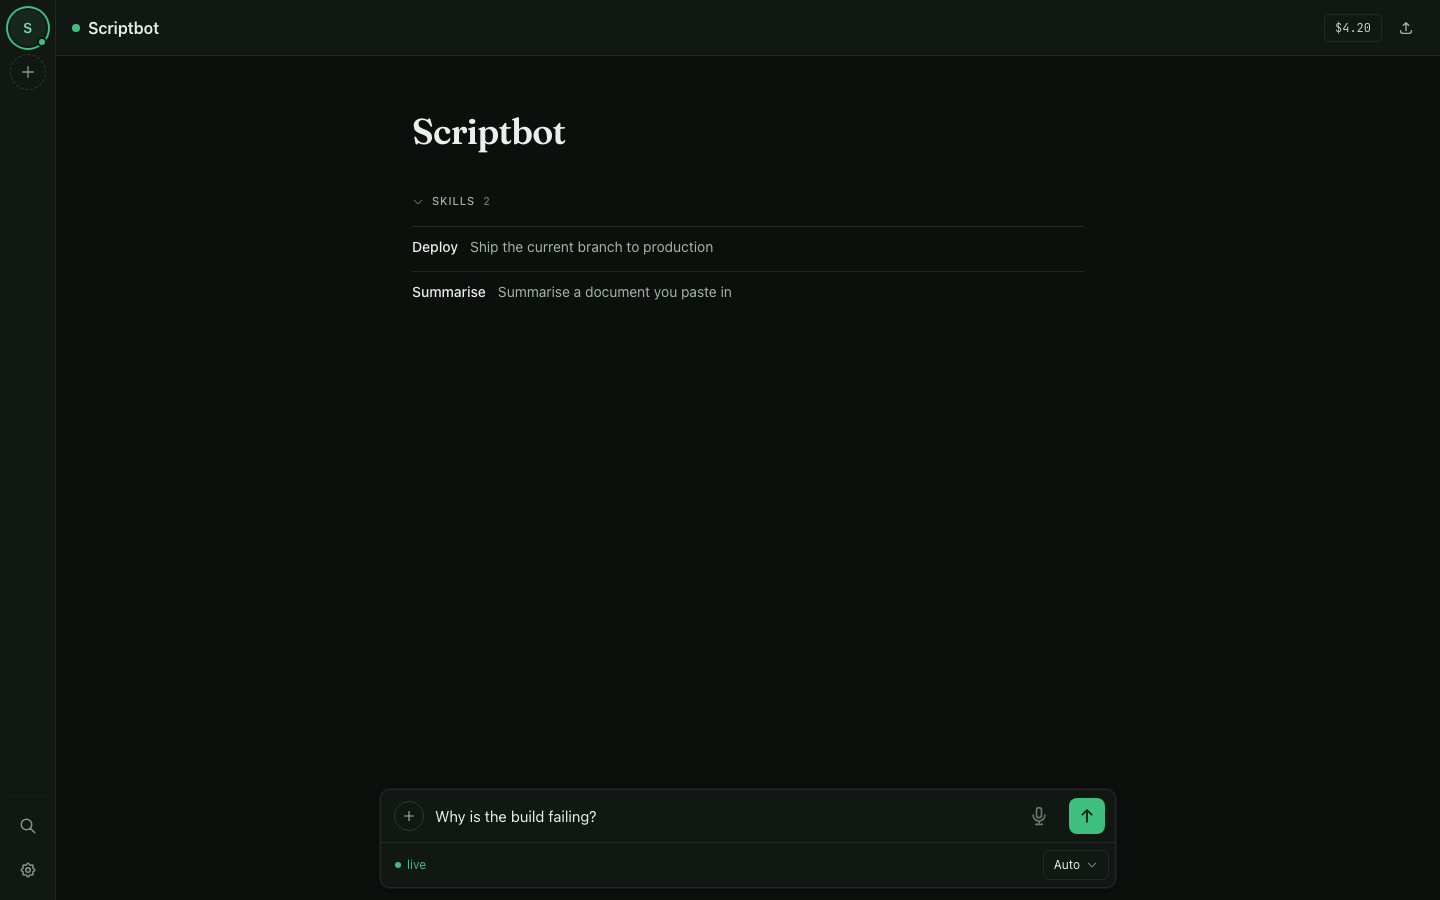 S
Scriptbot
$4.20
Scriptbot
SKILLS 2
Deploy Ship the current branch to production
Summarise Summarise a document you paste in
Why is the build failing?
live
Auto